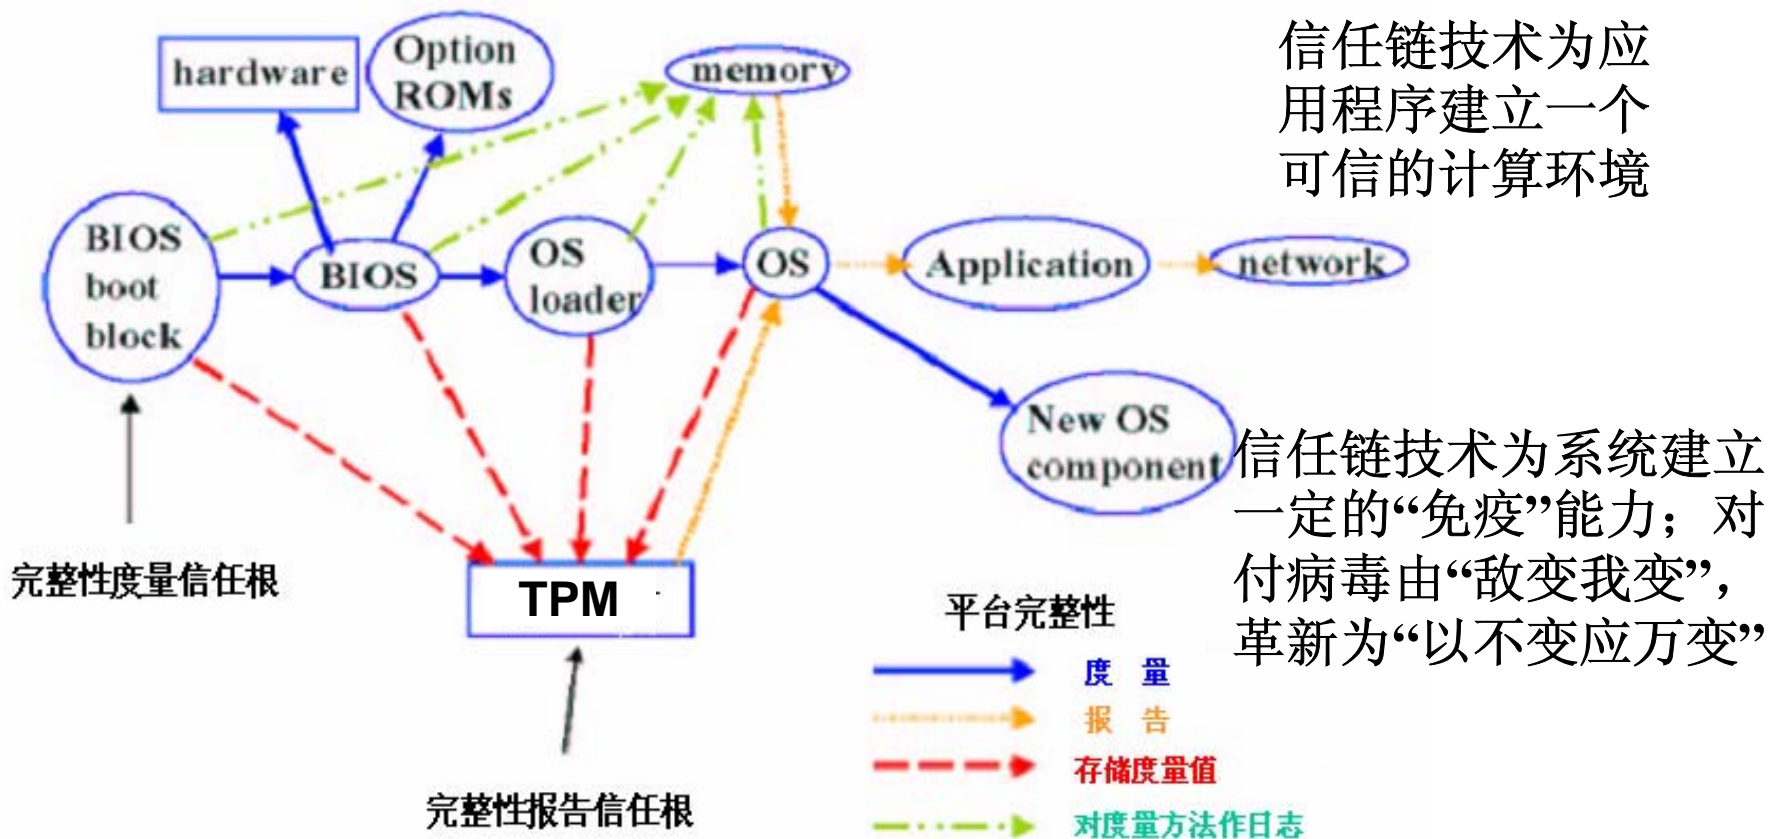 hardware
Option
ROMs
memory
信任链技术为应
用程序建立一个
可信的计算环境
BIOS
boot
block
BIOS
OS
loader
OS
Application
network
New OS
component
信任链技术为系统建立
一定的“免疫”能力；对
付病毒由“敌变我变”，
革新为“以不变应万变”
完整性度量信任根
TPM
完整性报告信任根
平台完整性
度 量
报 告
存储度量值
对度量方法作日志